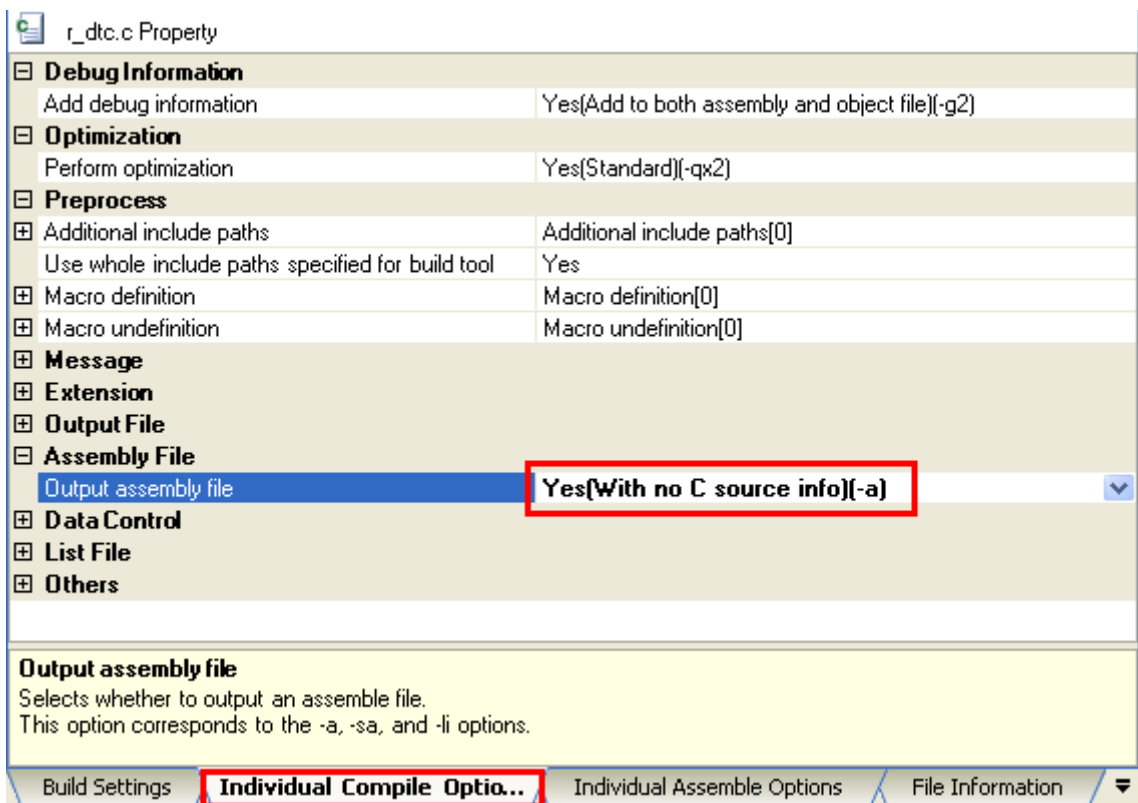 r_dtc.c Property
Debug Information
Add debug information Yes(Add to both assembly and object file)(-g2)
Optimization
Perform optimization Yes(Standard)(-qx2)
Preprocess
Additional include paths Additional include paths[0]
Use whole include paths specified for build tool Yes
Macro definition Macro definition[0]
Macro undefinition Macro undefinition[0]
Message
Extension
Output File
Assembly File
Output assembly file Yes(With no C source info)(-a)
Data Control
List File
Others
Output assembly file
Selects whether to output an assemble file.
This option corresponds to the -a, -sa, and -li options.
Build Settings Individual Compile Optio... Individual Assemble Options File Information